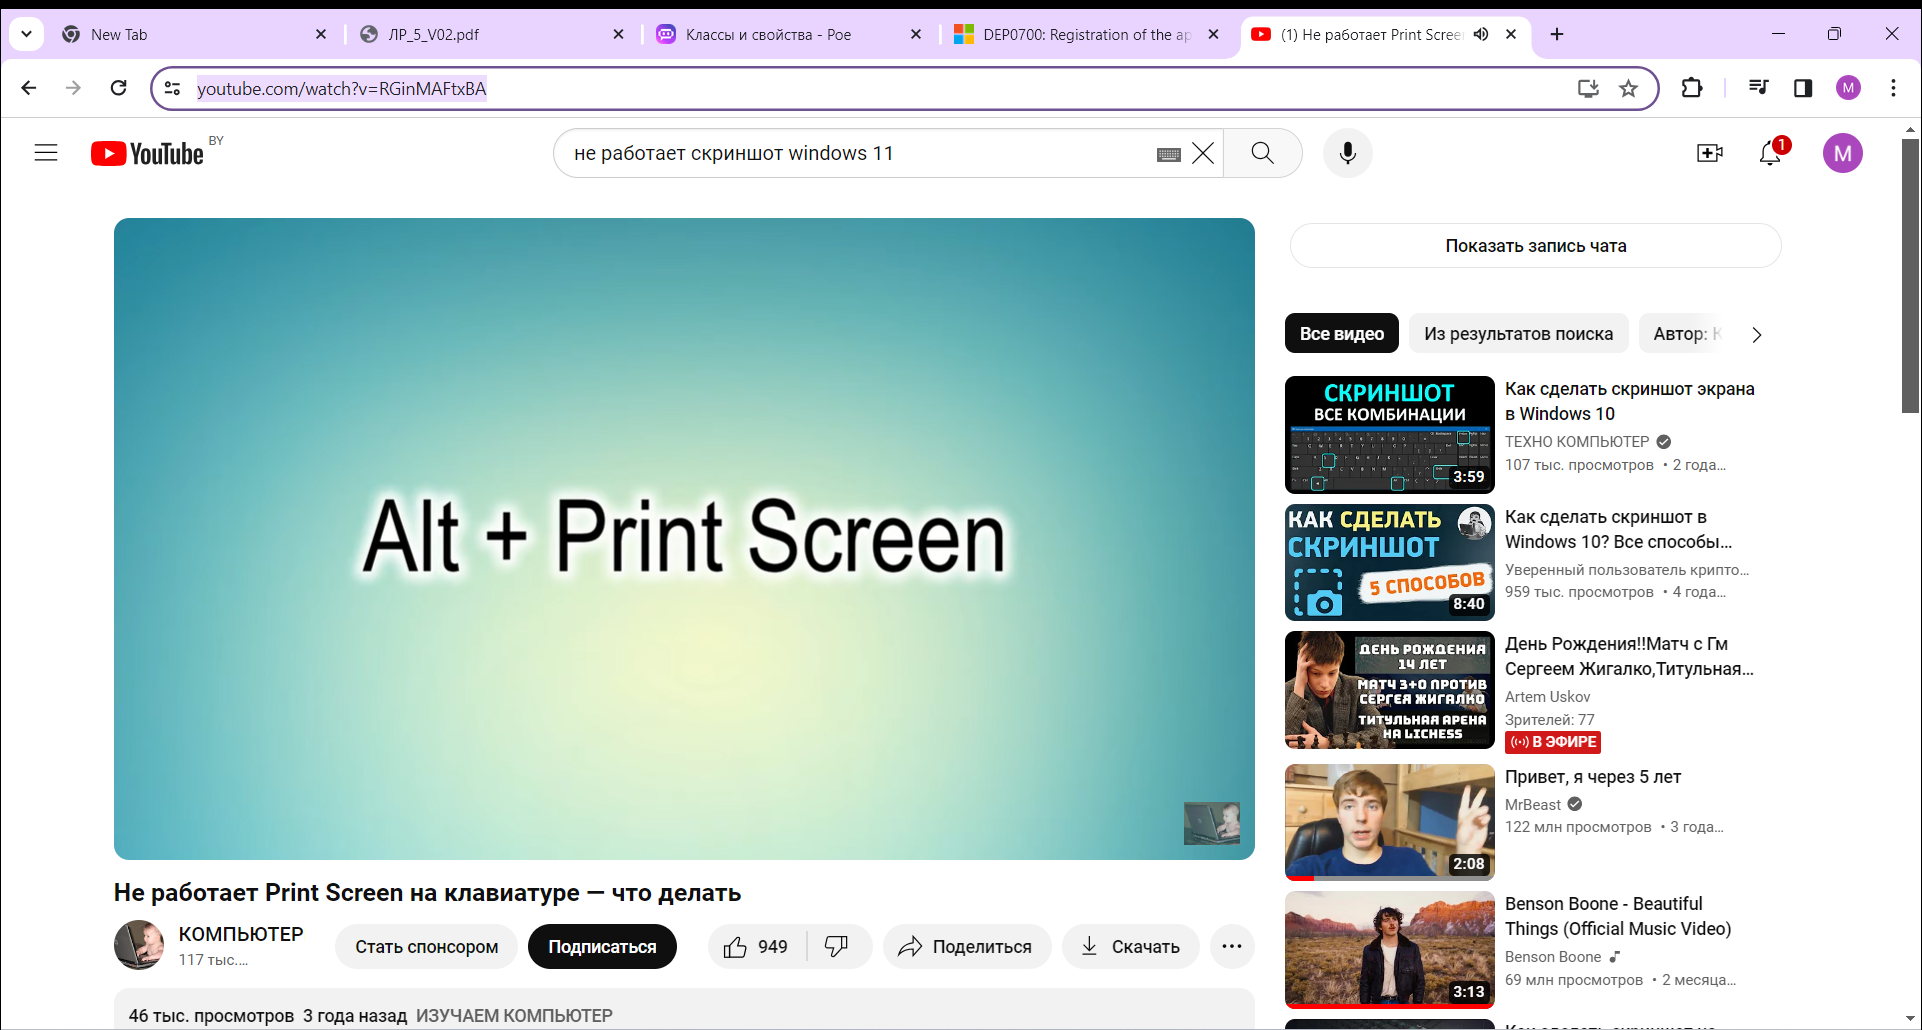 New Tab
ЛР_5_V02.pdf
Классы и свойства - Poe
DEP0700: Registration of the ap
(1) Не работает Print Scree
youtube.com/watch?v=RGinMAFtxBA
M
YouTube BY
не работает скриншот windows 11
1
M
Показать запись чата
Все видео
Из результатов поиска
Автор: К
Alt + Print Screen
СКРИНШОТ
ВСЕ КОМБИНАЦИИ
3:59
Как сделать скриншот экрана
в Windows 10
ТЕХНО КОМПЬЮТЕР
107 тыс. просмотров • 2 года...
КАК СДЕЛАТЬ
СКРИНШОТ
5 СПОСОБОВ
8:40
Как сделать скриншот в
Windows 10? Все способы...
Уверенный пользователь крипто...
959 тыс. просмотров • 4 года...
ДЕНЬ РОЖДЕНИЯ
14 ЛЕТ
МАТЧ 3+0 ПРОТИВ
СЕРГЕЯ ЖИГАЛКО
ТИТУЛЬНАЯ АРЕНА
НА LICHESS
День Рождения!!Матч с Гм
Сергеем Жигалко,Титульная...
Artem Uskov
Зрителей: 77
В ЭФИРЕ
2:08
Привет, я через 5 лет
MrBeast
122 млн просмотров • 3 года...
3:13
Benson Boone - Beautiful
Things (Official Music Video)
Benson Boone
69 млн просмотров • 2 месяца...
Не работает Print Screen на клавиатуре — что делать
КОМПЬЮТЕР
117 тыс....
Стать спонсором
Подписаться
949
Поделиться
Скачать
46 тыс. просмотров 3 года назад ИЗУЧАЕМ КОМПЬЮТЕР